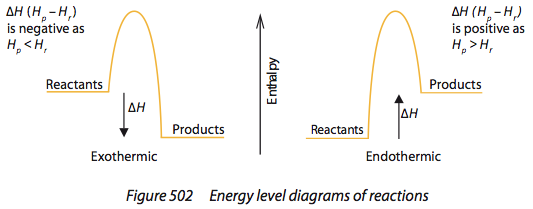 ΔH (Hp – Hr)
is negative as
Hp < Hr
Reactants
ΔH
Products
Exothermic
Enthalpy
ΔH (Hp – Hr)
is positive as
Hp > Hr
Products
ΔH
Reactants
Endothermic
Figure 502 Energy level diagrams of reactions